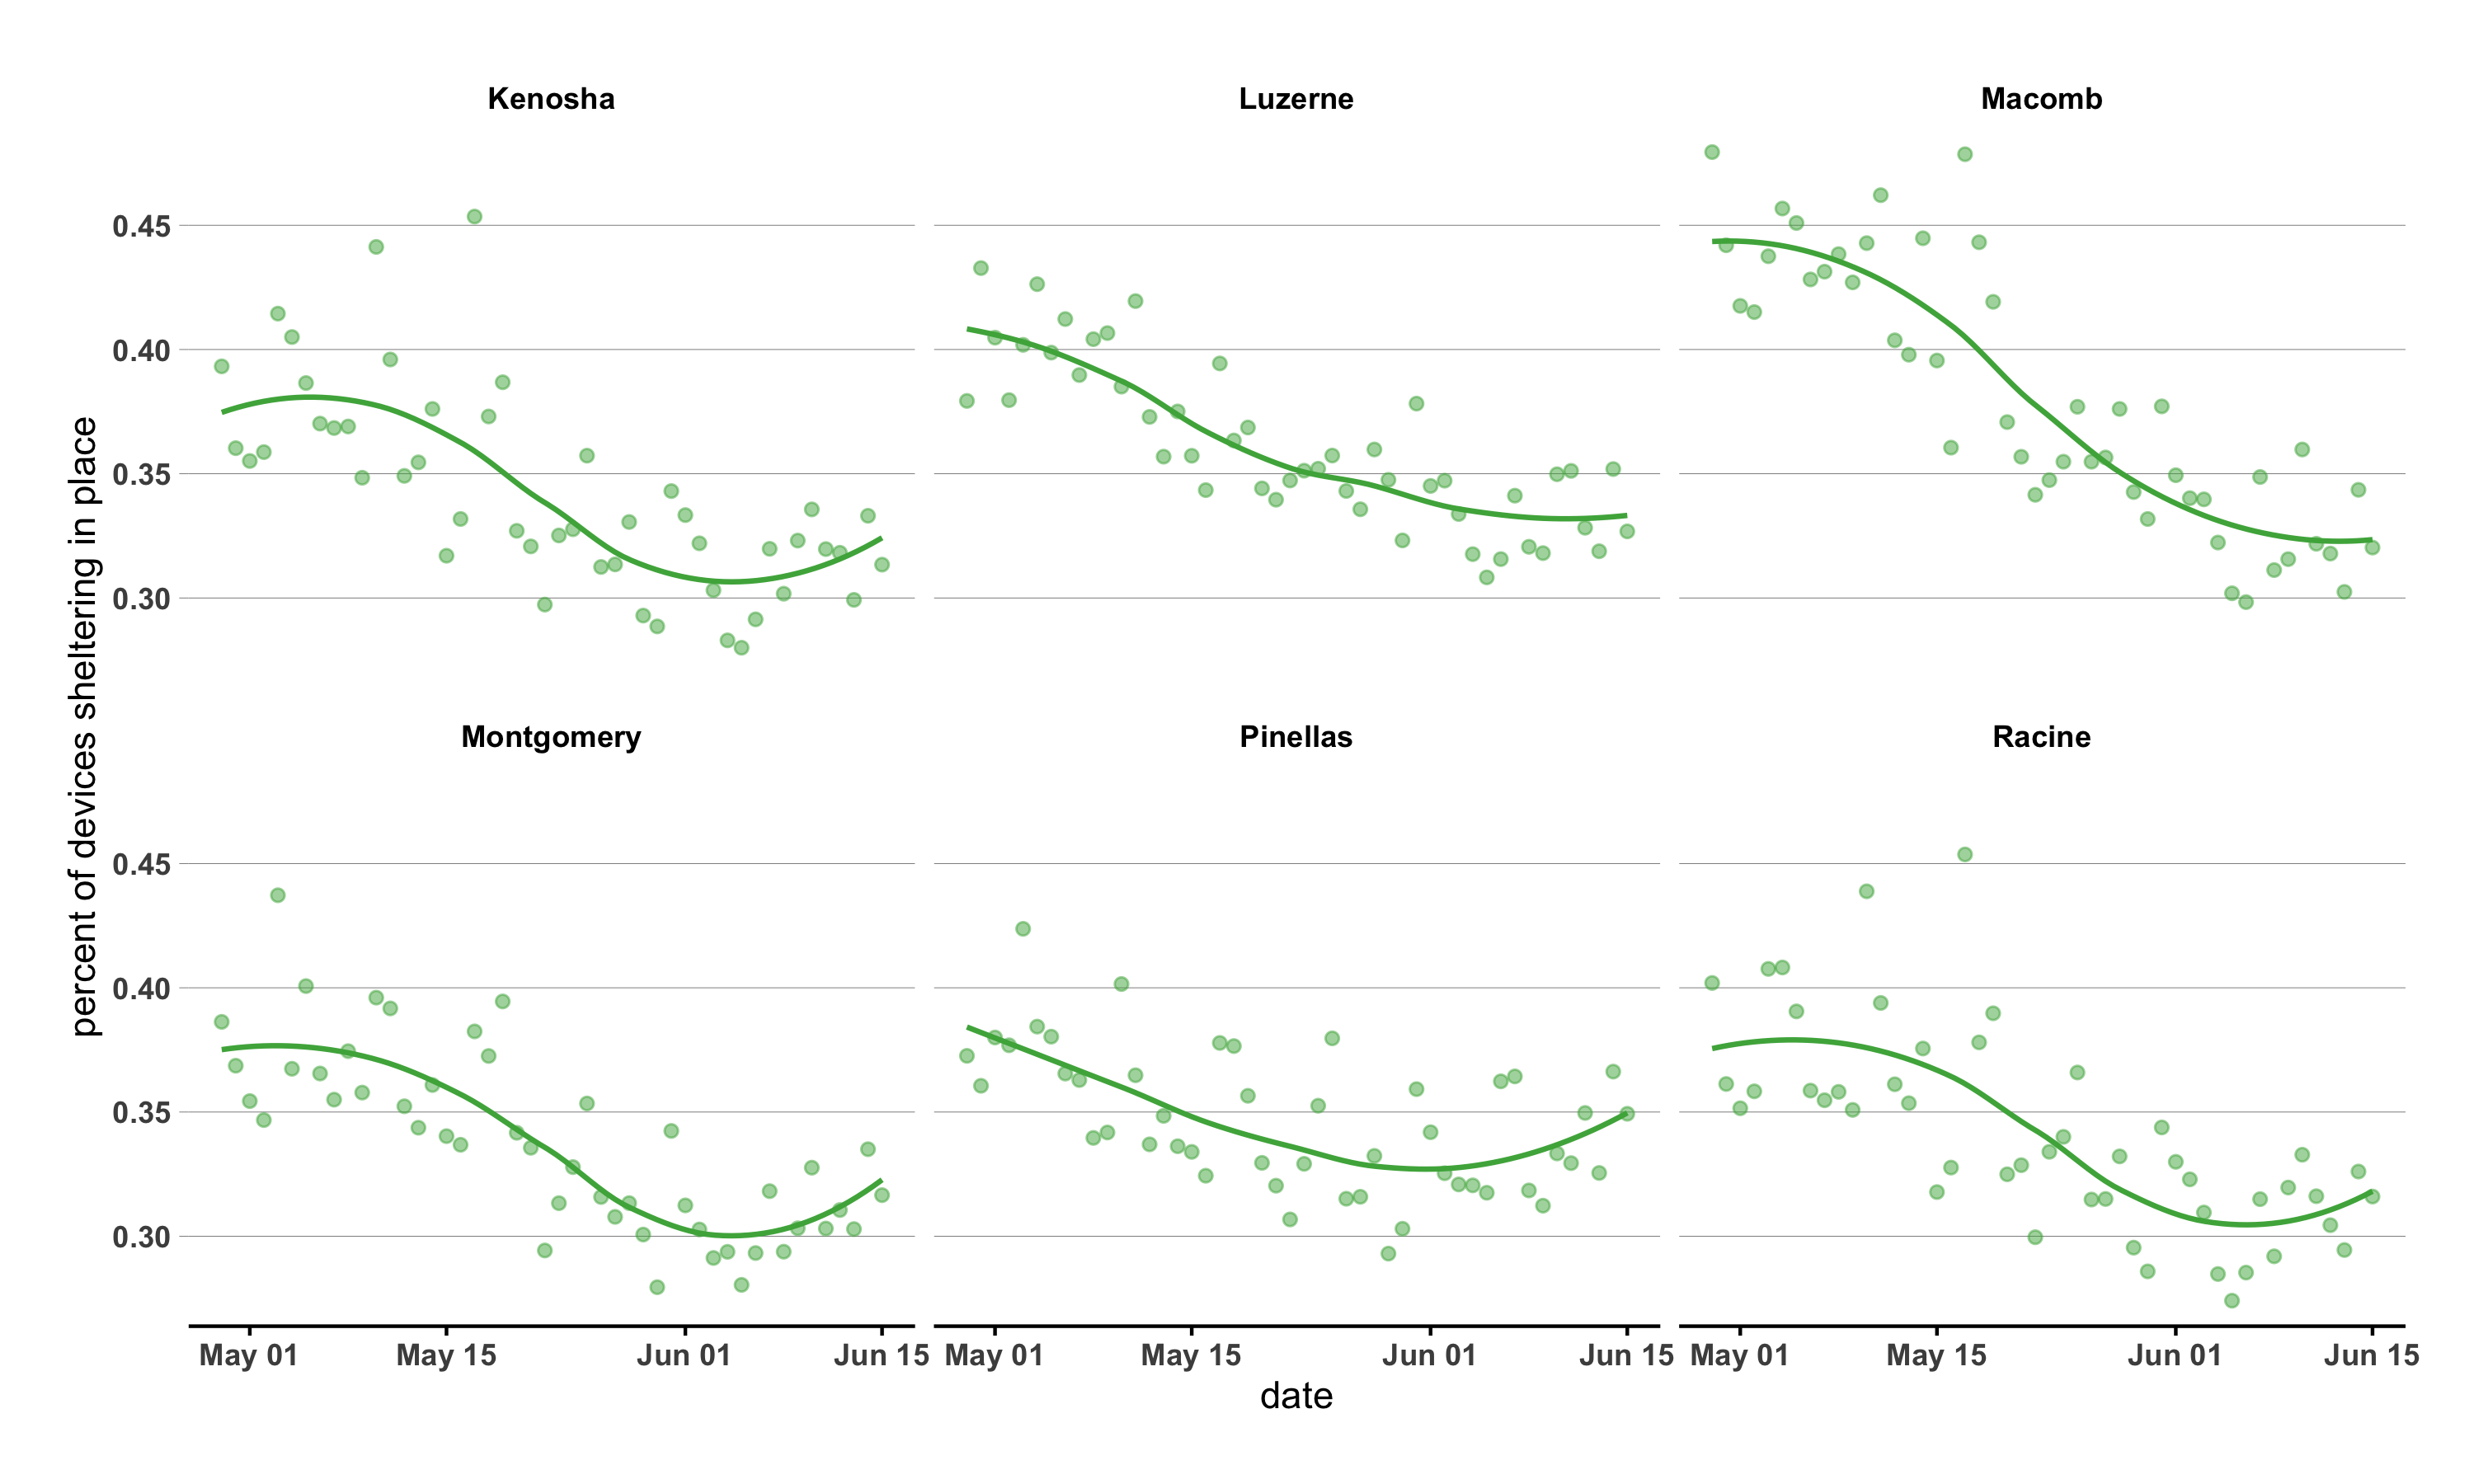 Kenosha
Luzerne
Macomb
0.45
0.40
0.35
0.30
percent of devices sheltering in place
Montgomery
Pinellas
Racine
0.45
0.40
0.35
0.30
May 01 May 15 Jun 01 Jun 15
May 01 May 15 Jun 01 Jun 15
May 01 May 15 Jun 01 Jun 15
date